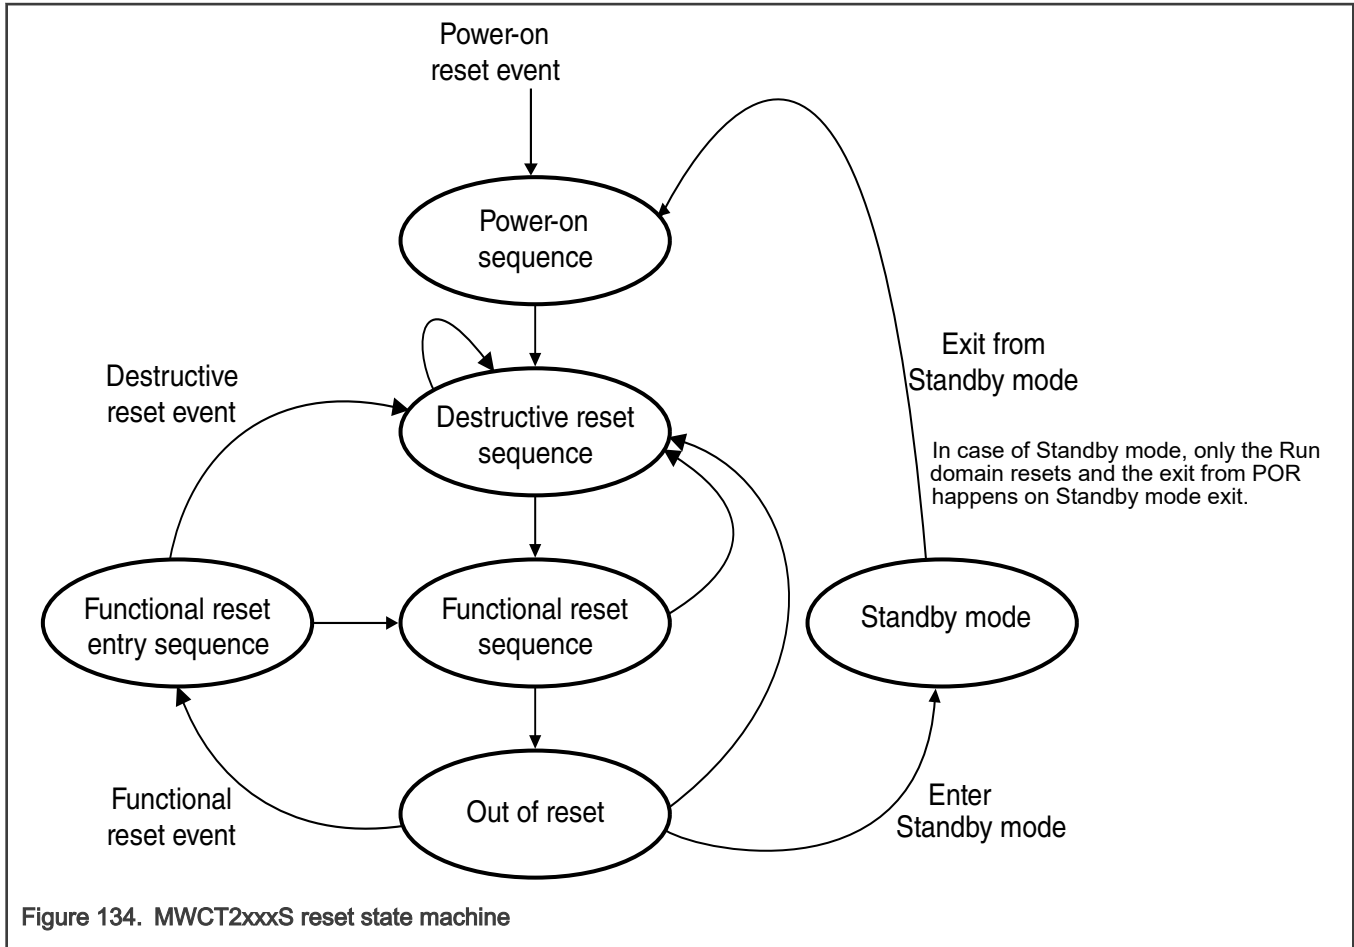 Power-on
reset event
Power-on
sequence
Exit from
Standby mode
Destructive
reset event
Destructive reset
sequence
In case of Standby mode, only the Run
domain resets and the exit from POR
happens on Standby mode exit.
Functional reset
entry sequence
Functional reset
sequence
Standby mode
Functional
reset event
Out of reset
Enter
Standby mode
Figure 134. MWCT2xxxS reset state machine